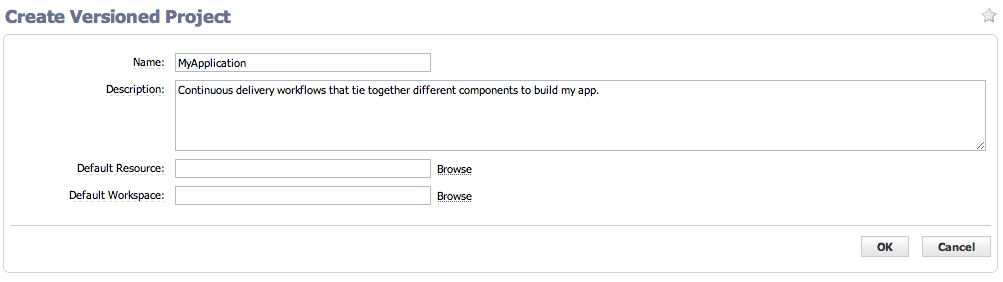 Create Versioned Project
Name: MyApplication
Description: Continuous delivery workflows that tie together different components to build my app.
Default Resource: Browse
Default Workspace: Browse
OK Cancel